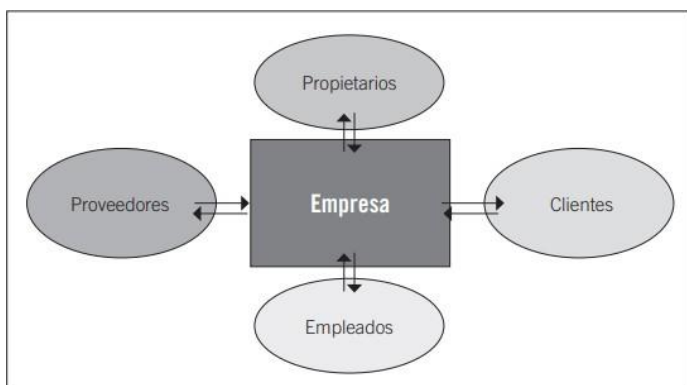 Propietarios
Proveedores
Empresa
Clientes
Empleados